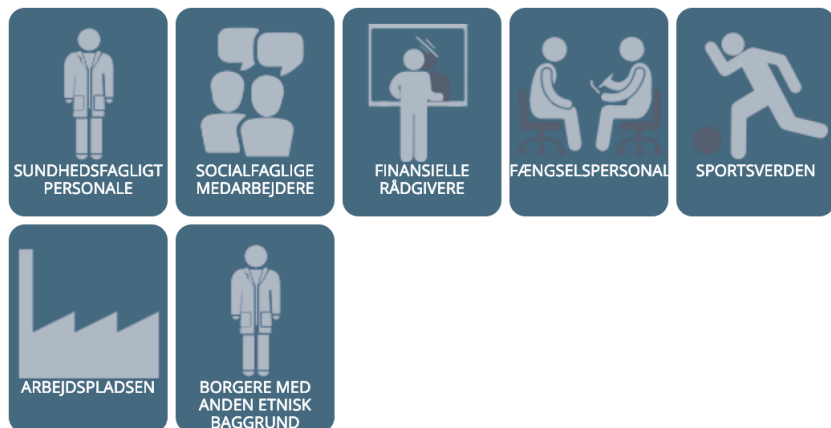 SUNDHEDSFAGLIGT
PERSONALE
SOCIALFAGLIGE
MEDARBEJDERE
FINANSIELLE
RÅDGIVERE
FÆNGSELSPERSONAL
SPORTSVERDEN
ARBEJDSPLADSEN
BORGERE MED
ANDEN ETNISK
BAGGRUND